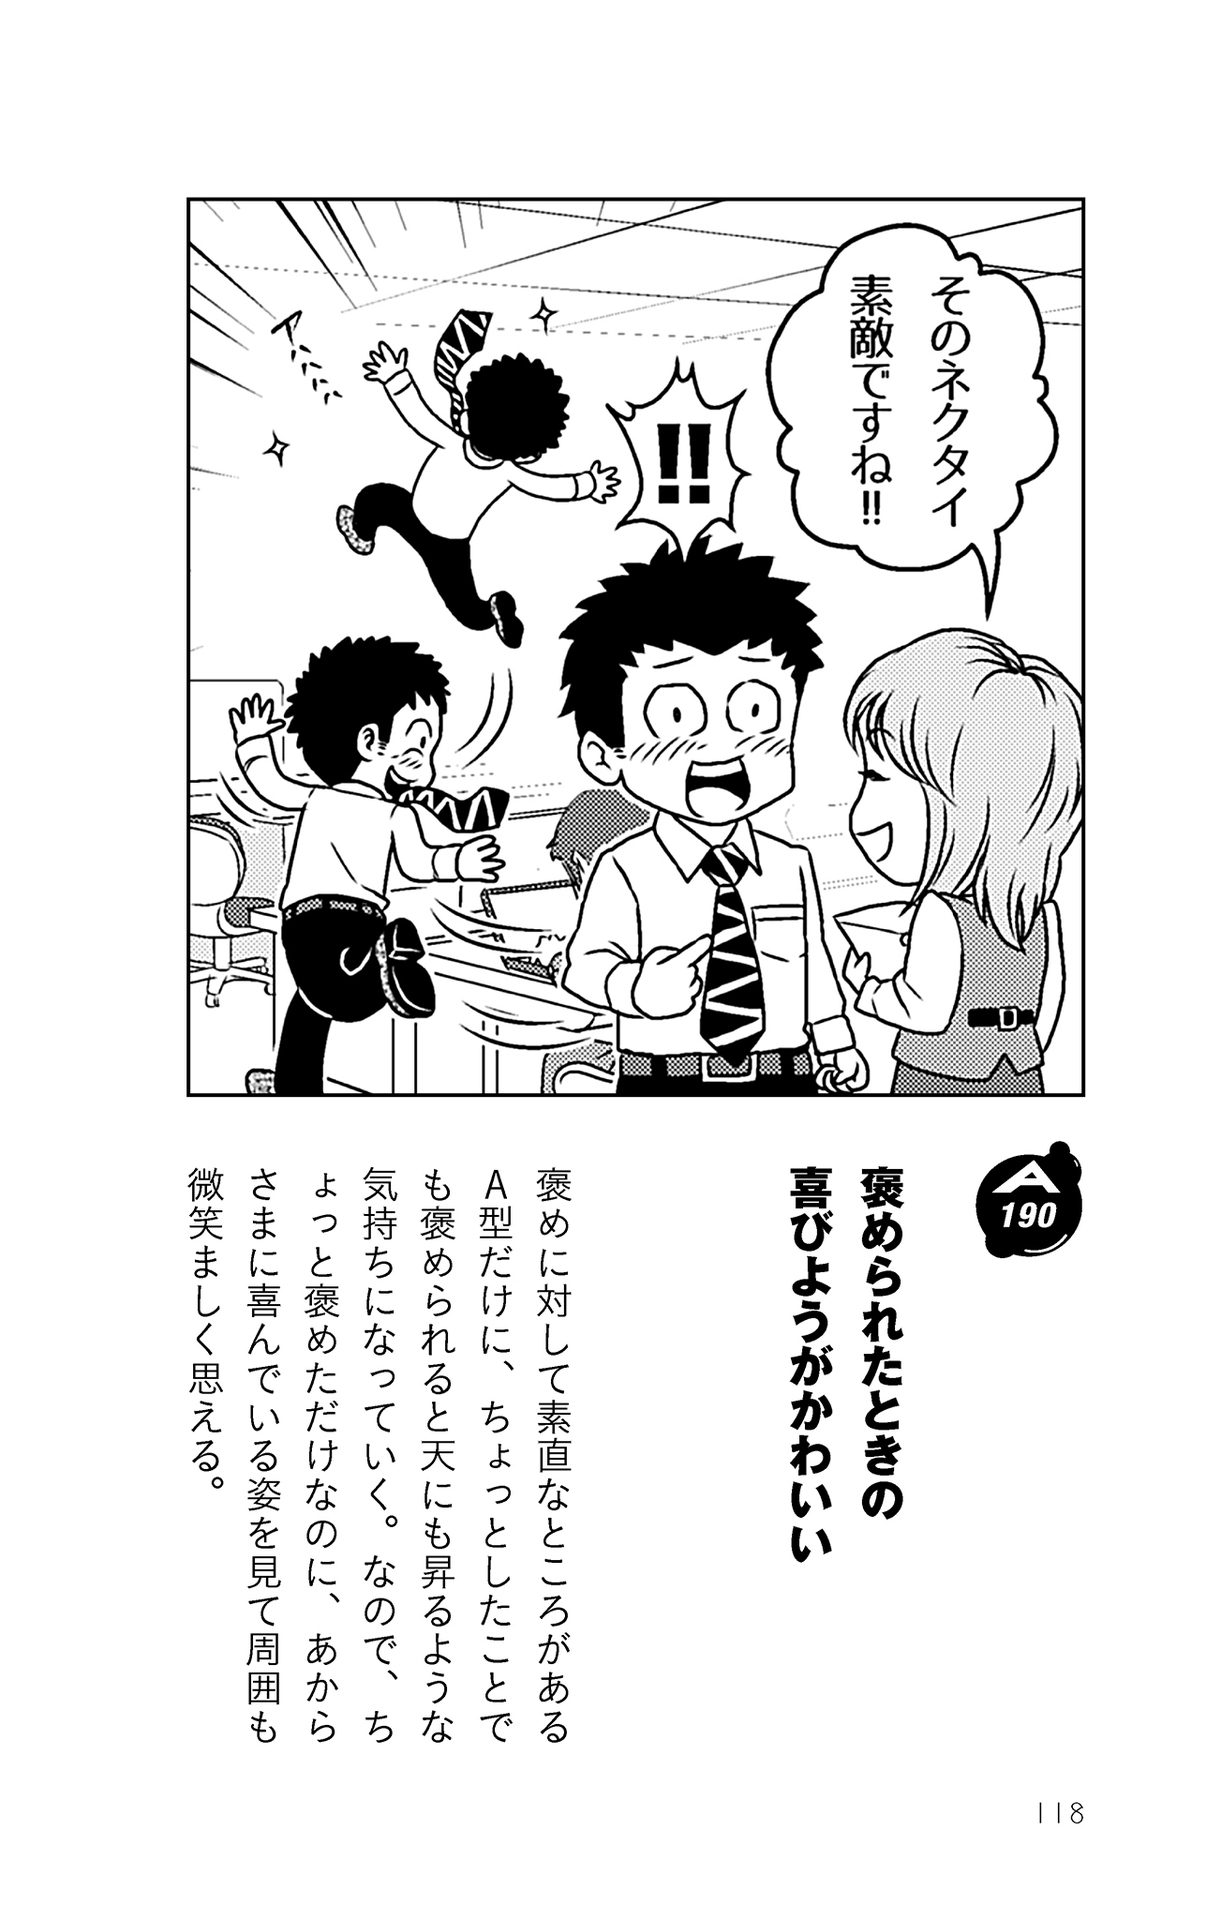 そのネクタイ
素敵ですね!!
!!
A
190
褒められたときの
喜びようがかわいい
褒めに対して素直なところがある
A型だけに、ちょっとしたことで
も褒められると天にも昇るような
気持ちになっていく。なので、ち
ょっと褒めただけなのに、あから
さまに喜んでいる姿を見て周囲も
微笑ましく思える。
118